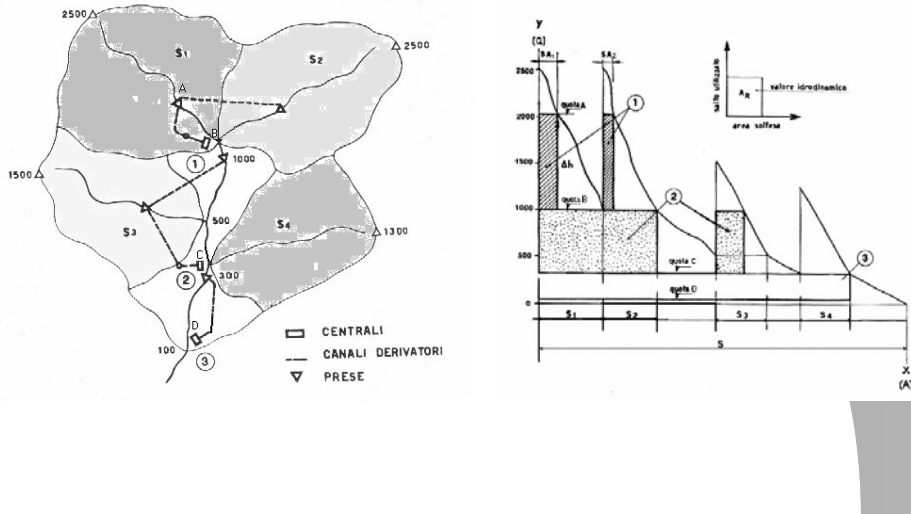 2500
S1
S2
2500
A
B
1
1000
1500
S3
500
S4
1300
C
2
300
D
100
3
CENTRALI
CANALI DERIVATORI
PRESE
y
(Q)
SA1
SA2
2500
quota A
2000
1
Δh
1500
quota B
1000
2
500
quota C
3
quota D
0
S1
S2
S3
S4
S
x
(A)
salto utilizzato
AR
valore idrodinamico
area sottesa